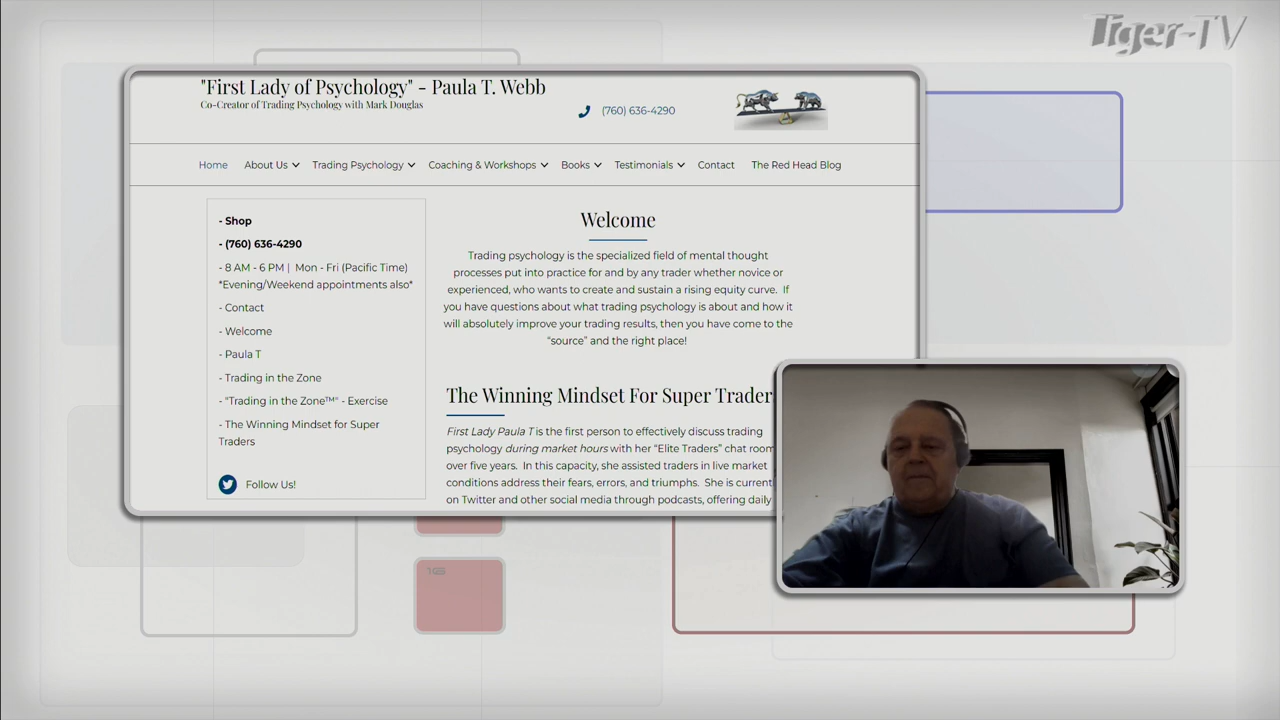 Tiger-TV
"First Lady of Psychology" - Paula T. Webb
Co-Creator of Trading Psychology with Mark Douglas
(760) 636-4290
Home About Us Trading Psychology Coaching & Workshops Books Testimonials Contact The Red Head Blog
- Shop
- (760) 636-4290
- 8 AM - 6 PM | Mon - Fri (Pacific Time)
*Evening/Weekend appointments also*
- Contact
- Welcome
- Paula T
- Trading in the Zone
- "Trading in the Zone™" - Exercise
- The Winning Mindset for Super
Traders
Follow Us!
Welcome
Trading psychology is the specialized field of mental thought
processes put into practice for and by any trader whether novice or
experienced, who wants to create and sustain a rising equity curve. If
you have questions about what trading psychology is about and how it
will absolutely improve your trading results, then you have come to the
"source" and the right place!
The Winning Mindset For Super Trader
First Lady Paula T is the first person to effectively discuss trading
psychology during market hours with her "Elite Traders" chat room
over five years. In this capacity, she assisted traders in live market
conditions address their fears, errors, and triumphs. She is current
on Twitter and other social media through podcasts, offering daily